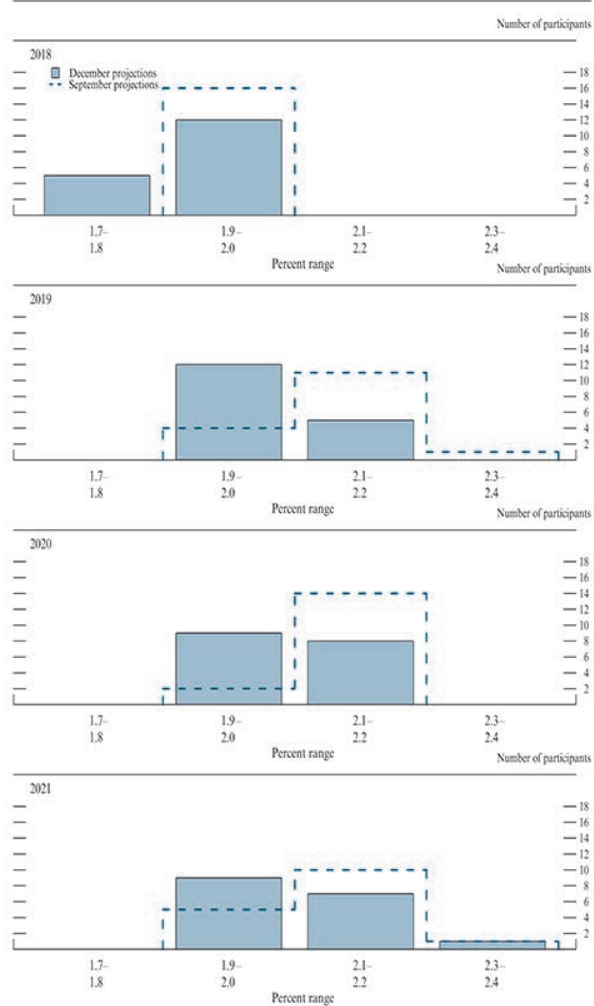 Number of participants
2018
December projections
September projections
18
16
14
12
10
8
6
4
2
1.7– 1.9– 2.1– 2.3–
1.8 2.0 2.2 2.4
Percent range
Number of participants
2019
18
16
14
12
10
8
6
4
2
1.7– 1.9– 2.1– 2.3–
1.8 2.0 2.2 2.4
Percent range
Number of participants
2020
18
16
14
12
10
8
6
4
2
1.7– 1.9– 2.1– 2.3–
1.8 2.0 2.2 2.4
Percent range
Number of participants
2021
18
16
14
12
10
8
6
4
2
1.7– 1.9– 2.1– 2.3–
1.8 2.0 2.2 2.4
Percent range